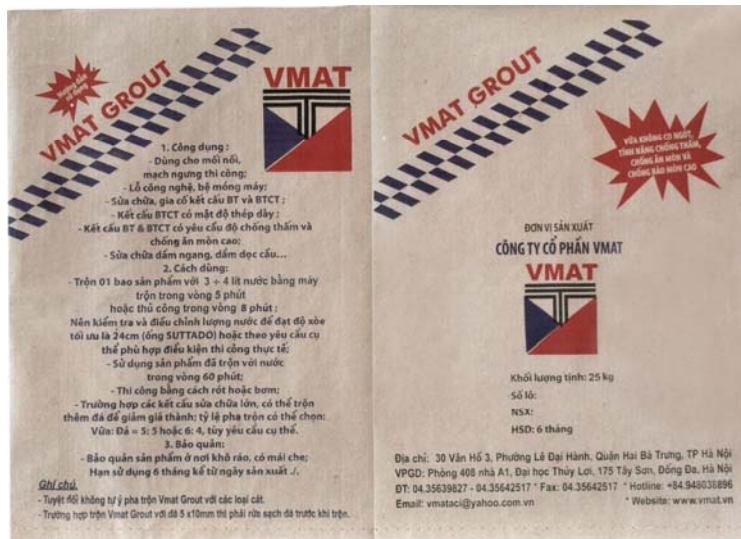 Hướng dẫn sử dụng
VMAT GROUT
VMAT
1. Công dụng :
- Dùng cho mối nối,
mạch ngưng thi công;
- Lỗ công nghệ, bệ móng máy;
- Sửa chữa, gia cố kết cấu BT và BTCT ;
- Kết cấu BTCT có mật độ thép dày ;
- Kết cấu BT & BTCT có yêu cầu độ chống thấm và
chống ăn mòn cao;
- Sửa chữa dầm ngang, dầm dọc cầu...
2. Cách dùng:
- Trộn 01 bao sản phẩm với 3 ÷ 4 lít nước bằng máy
trộn trong vòng 5 phút
hoặc thủ công trong vòng 8 phút ;
Nên kiểm tra và điều chỉnh lượng nước để đạt độ xòe
tối ưu là 24cm (ống SUTTADO) hoặc theo yêu cầu cụ
thể phù hợp điều kiện thi công thực tế;
- Sử dụng sản phẩm đã trộn với nước
trong vòng 60 phút;
- Thi công bằng cách rót hoặc bơm;
- Trường hợp các kết cấu sửa chữa lớn, có thể trộn
thêm đá để giảm giá thành; tỷ lệ pha trộn có thể chọn:
Vữa: Đá = 5: 5 hoặc 6: 4, tùy yêu cầu cụ thể.
3. Bảo quản:
- Bảo quản sản phẩm ở nơi khô ráo, có mái che;
Hạn sử dụng 6 tháng kể từ ngày sản xuất ./.
Ghi chú.
- Tuyệt đối không tự ý pha trộn Vmat Grout với các loại cát.
- Trường hợp trộn Vmat Grout với đá 5 x10mm thì phải rửa sạch đá trước khi trộn.
VMAT GROUT
VỮA KHÔNG CO NGÓT,
TÍNH NĂNG CHỐNG THẤM,
CHỐNG ĂN MÒN VÀ
CHỐNG BÀO MÒN CAO
ĐƠN VỊ SẢN XUẤT
CÔNG TY CỔ PHẦN VMAT
VMAT
Khối lượng tịnh: 25 kg
Số lô:
NSX:
HSD: 6 tháng
Địa chỉ: 30 Vân Hồ 3, Phường Lê Đại Hành, Quận Hai Bà Trưng, TP Hà Nội
VPGD: Phòng 408 nhà A1, Đại học Thủy Lợi, 175 Tây Sơn, Đống Đa, Hà Nội
ĐT: 04.35639827 - 04.35642517 * Fax: 04.35642517 * Hotline: +84.948036896
Email: vmataci@yahoo.com.vn * Website: www.vmat.vn